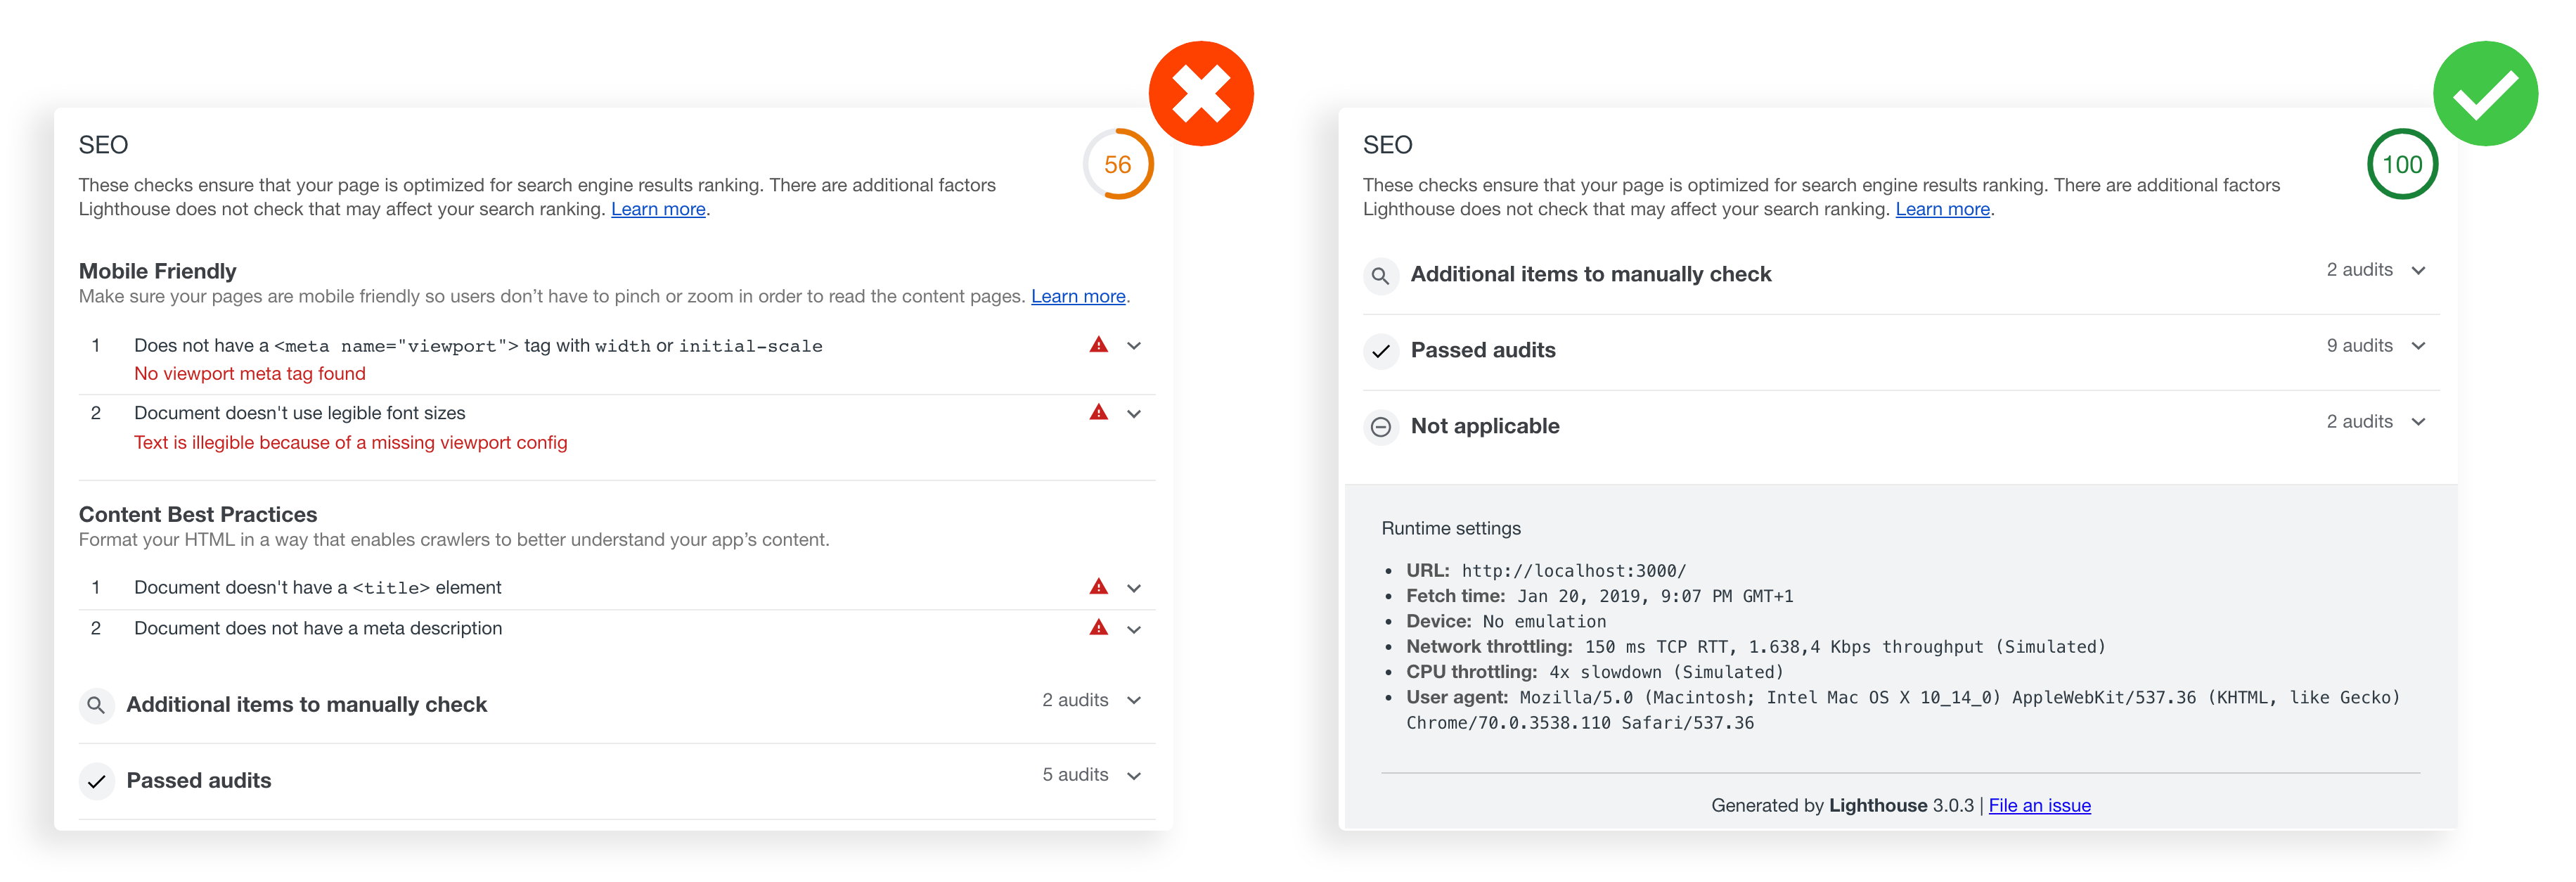 SEO
56
These checks ensure that your page is optimized for search engine results ranking. There are additional factors
Lighthouse does not check that may affect your search ranking. Learn more.
Mobile Friendly
Make sure your pages are mobile friendly so users don’t have to pinch or zoom in order to read the content pages. Learn more.
1 Does not have a <meta name="viewport"> tag with width or initial-scale
No viewport meta tag found
2 Document doesn't use legible font sizes
Text is illegible because of a missing viewport config
Content Best Practices
Format your HTML in a way that enables crawlers to better understand your app’s content.
1 Document doesn't have a <title> element
2 Document does not have a meta description
Additional items to manually check 2 audits
Passed audits 5 audits
SEO
100
These checks ensure that your page is optimized for search engine results ranking. There are additional factors
Lighthouse does not check that may affect your search ranking. Learn more.
Additional items to manually check 2 audits
Passed audits 9 audits
Not applicable 2 audits
Runtime settings
• URL: http://localhost:3000/
• Fetch time: Jan 20, 2019, 9:07 PM GMT+1
• Device: No emulation
• Network throttling: 150 ms TCP RTT, 1.638,4 Kbps throughput (Simulated)
• CPU throttling: 4x slowdown (Simulated)
• User agent: Mozilla/5.0 (Macintosh; Intel Mac OS X 10_14_0) AppleWebKit/537.36 (KHTML, like Gecko)
Chrome/70.0.3538.110 Safari/537.36
Generated by Lighthouse 3.0.3 | File an issue